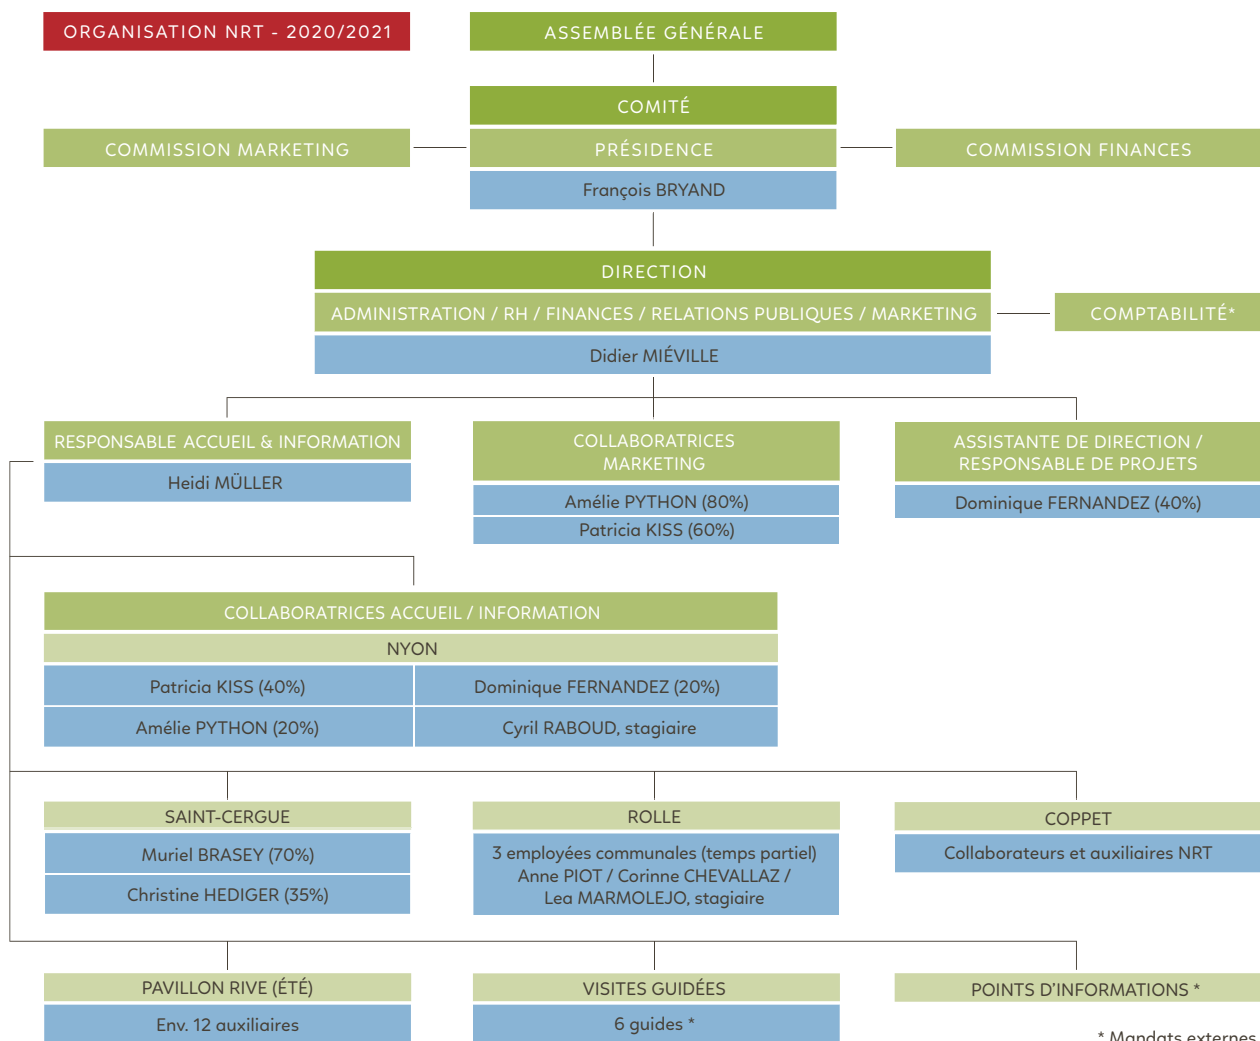 ORGANISATION NRT - 2020/2021
ASSEMBLÉE GÉNÉRALE
COMITÉ
COMMISSION MARKETING
PRÉSIDENCE
COMMISSION FINANCES
François BRYAND
DIRECTION
ADMINISTRATION / RH / FINANCES / RELATIONS PUBLIQUES / MARKETING
COMPTABILITÉ*
Didier MIÉVILLE
RESPONSABLE ACCUEIL & INFORMATION
Heidi MÜLLER
COLLABORATRICES
MARKETING
Amélie PYTHON (80%)
Patricia KISS (60%)
ASSISTANTE DE DIRECTION /
RESPONSABLE DE PROJETS
Dominique FERNANDEZ (40%)
COLLABORATRICES ACCUEIL / INFORMATION
NYON
Patricia KISS (40%)
Dominique FERNANDEZ (20%)
Amélie PYTHON (20%)
Cyril RABOUD, stagiaire
SAINT-CERGUE
Muriel BRASEY (70%)
Christine HEDIGER (35%)
ROLLE
3 employées communales (temps partiel)
Anne PIOT / Corinne CHEVALLAZ /
Lea MARMOLEJO, stagiaire
COPPET
Collaborateurs et auxiliaires NRT
PAVILLON RIVE (ÉTÉ)
Env. 12 auxiliaires
VISITES GUIDÉES
6 guides *
POINTS D'INFORMATIONS *
* Mandats externes